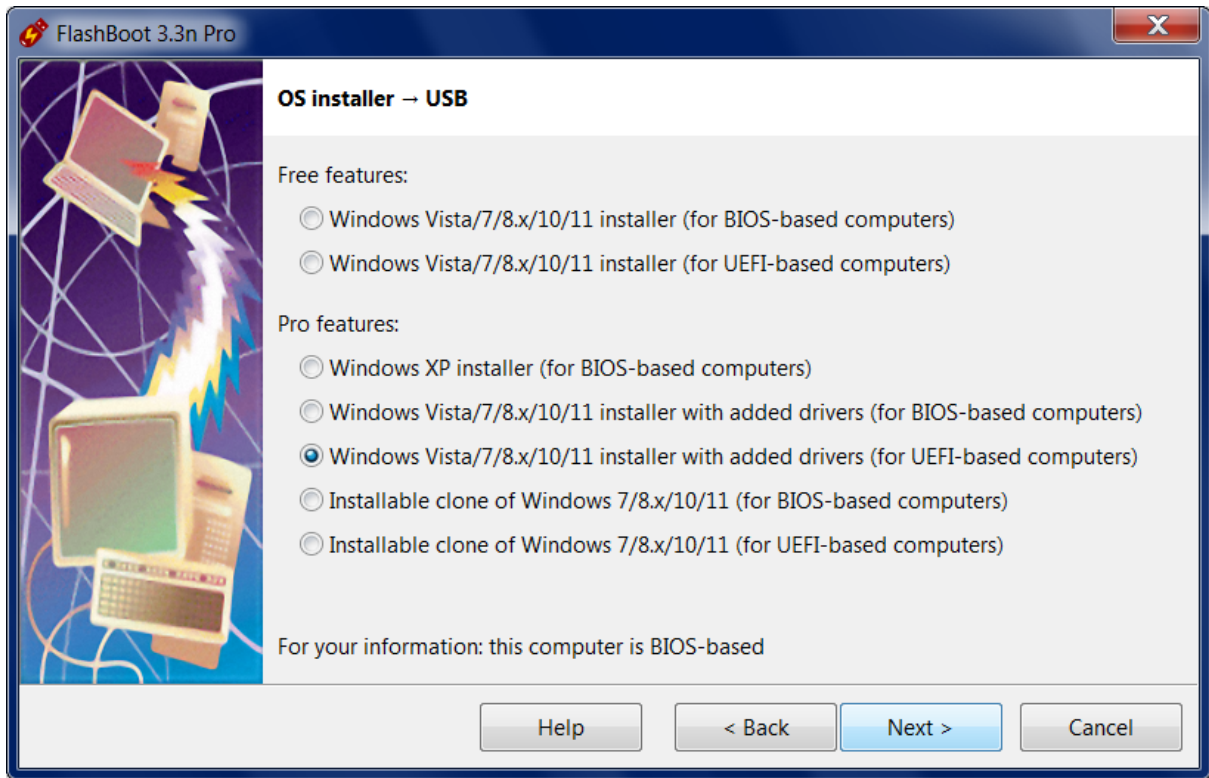 FlashBoot 3.3n Pro
OS installer → USB
Free features:
Windows Vista/7/8.x/10/11 installer (for BIOS-based computers)
Windows Vista/7/8.x/10/11 installer (for UEFI-based computers)
Pro features:
Windows XP installer (for BIOS-based computers)
Windows Vista/7/8.x/10/11 installer with added drivers (for BIOS-based computers)
Windows Vista/7/8.x/10/11 installer with added drivers (for UEFI-based computers)
Installable clone of Windows 7/8.x/10/11 (for BIOS-based computers)
Installable clone of Windows 7/8.x/10/11 (for UEFI-based computers)
For your information: this computer is BIOS-based
Help < Back Next > Cancel